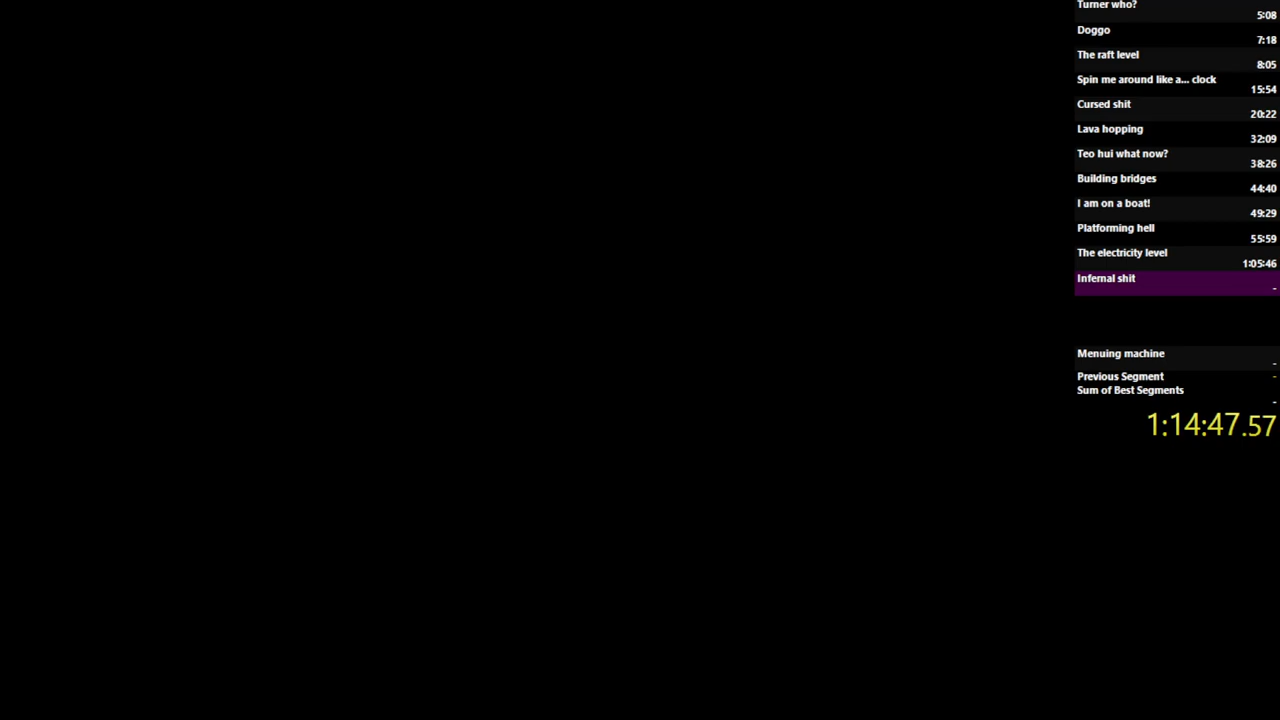 Turner who?
5:08
Doggo
7:18
The raft level
8:05
Spin me around like a... clock
15:54
Cursed shit
20:22
Lava hopping
32:09
Teo hui what now?
38:26
Building bridges
44:40
I am on a boat!
49:29
Platforming hell
55:59
The electricity level
1:05:46
Infernal shit
-
Menuing machine
-
Previous Segment -
Sum of Best Segments
-
1:14:47.57